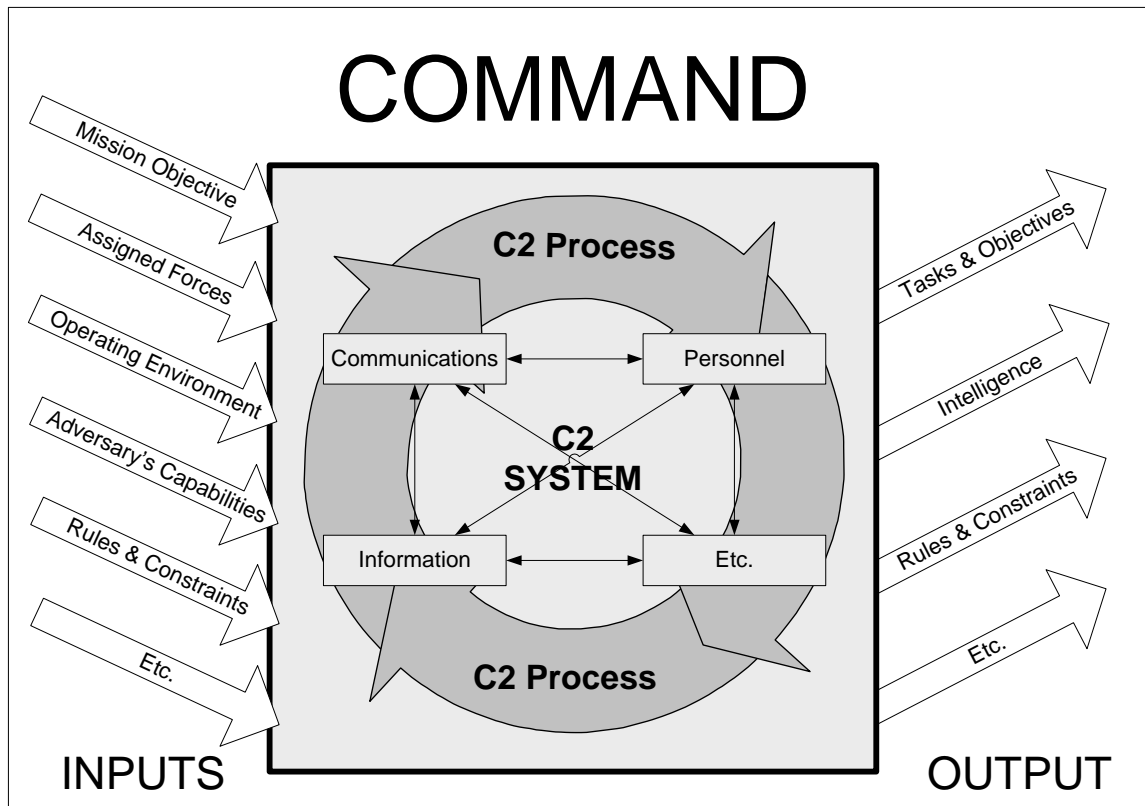 COMMAND
Mission Objective
Assigned Forces
Operating Environment
Adversary's Capabilities
Rules & Constraints
Etc.
INPUTS
C2 Process
Communications
Personnel
C2
SYSTEM
Information
Etc.
C2 Process
Tasks & Objectives
Intelligence
Rules & Constraints
Etc.
OUTPUT